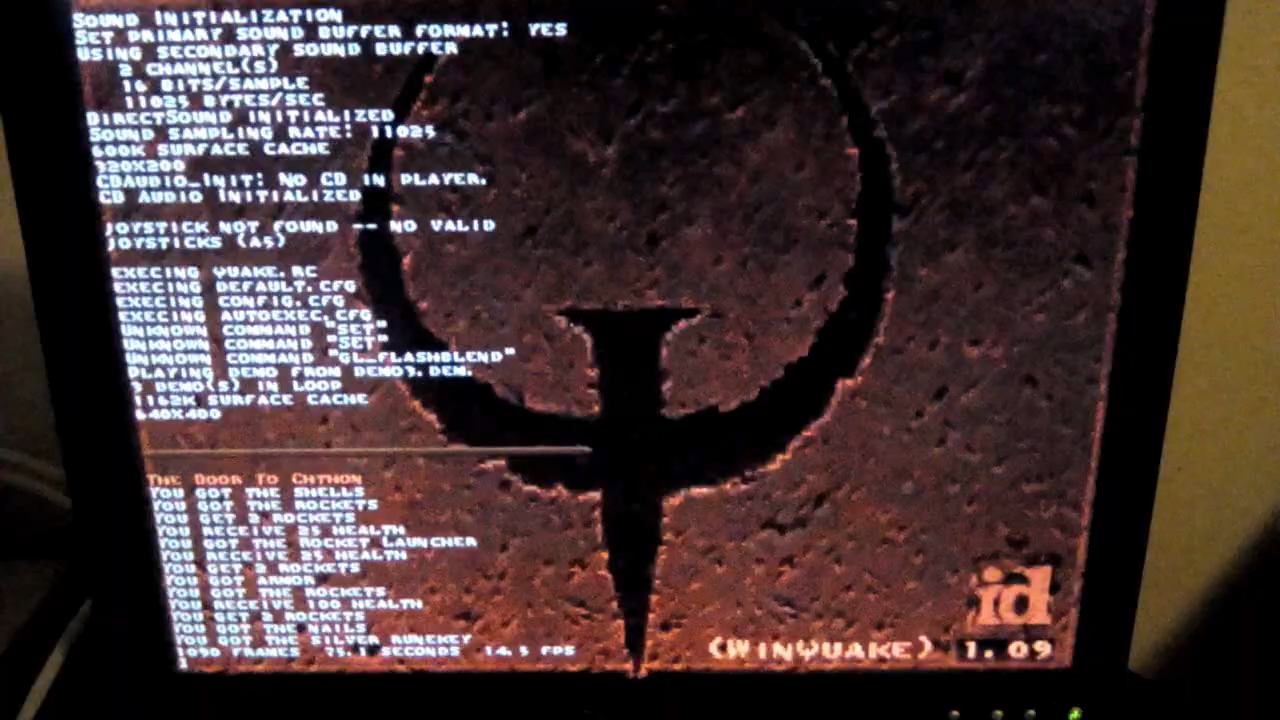 SOUND INITIALIZATION
SET PRIMARY SOUND BUFFER FORMAT: YES
USING SECONDARY SOUND BUFFER
2 CHANNEL(S)
16 BITS/SAMPLE
11025 BYTES/SEC
DIRECTSOUND INITIALIZED
SOUND SAMPLING RATE: 11025
600K SURFACE CACHE
320X200
CDAUDIO_INIT: NO CD IN PLAYER.
CD AUDIO INITIALIZED
JOYSTICK NOT FOUND -- NO VALID
JOYSTICKS (A5)
EXECING QUAKE.RC
EXECING DEFAULT.CFG
EXECING CONFIG.CFG
EXECING AUTOEXEC.CFG
UNKNOWN COMMAND "SET"
UNKNOWN COMMAND "SET"
UNKNOWN COMMAND "GL_FLASHBLEND"
PLAYING DEMO FROM DEMO3.DEM.
3 DEMO(S) IN LOOP
1162K SURFACE CACHE
640X400
THE DOOR TO CHTHON
YOU GOT THE SHELLS
YOU GOT THE ROCKETS
YOU GET 2 ROCKETS
YOU RECEIVE 25 HEALTH
YOU GOT THE ROCKET LAUNCHER
YOU RECEIVE 25 HEALTH
YOU GET 2 ROCKETS
YOU GOT ARMOR
YOU GOT THE ROCKETS
YOU RECEIVE 100 HEALTH
YOU GET 2 ROCKETS
YOU GOT THE NAILS
YOU GOT THE SILVER RUNEKEY
1090 FRAMES 75.1 SECONDS 14.5 FPS
]
id
(WINQUAKE) 1.09